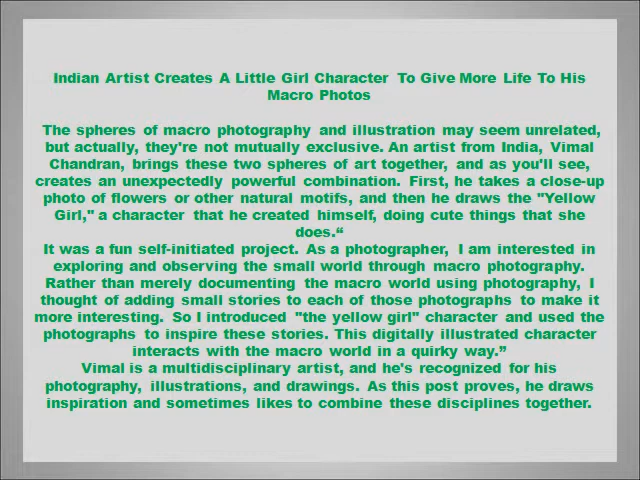 Indian Artist Creates A Little Girl Character To Give More Life To His
Macro Photos
The spheres of macro photography and illustration may seem unrelated,
but actually, they're not mutually exclusive. An artist from India, Vimal
Chandran, brings these two spheres of art together, and as you'll see,
creates an unexpectedly powerful combination. First, he takes a close-up
photo of flowers or other natural motifs, and then he draws the "Yellow
Girl," a character that he created himself, doing cute things that she
does.“
It was a fun self-initiated project. As a photographer, I am interested in
exploring and observing the small world through macro photography.
Rather than merely documenting the macro world using photography, I
thought of adding small stories to each of those photographs to make it
more interesting. So I introduced "the yellow girl" character and used the
photographs to inspire these stories. This digitally illustrated character
interacts with the macro world in a quirky way.”
Vimal is a multidisciplinary artist, and he's recognized for his
photography, illustrations, and drawings. As this post proves, he draws
inspiration and sometimes likes to combine these disciplines together.